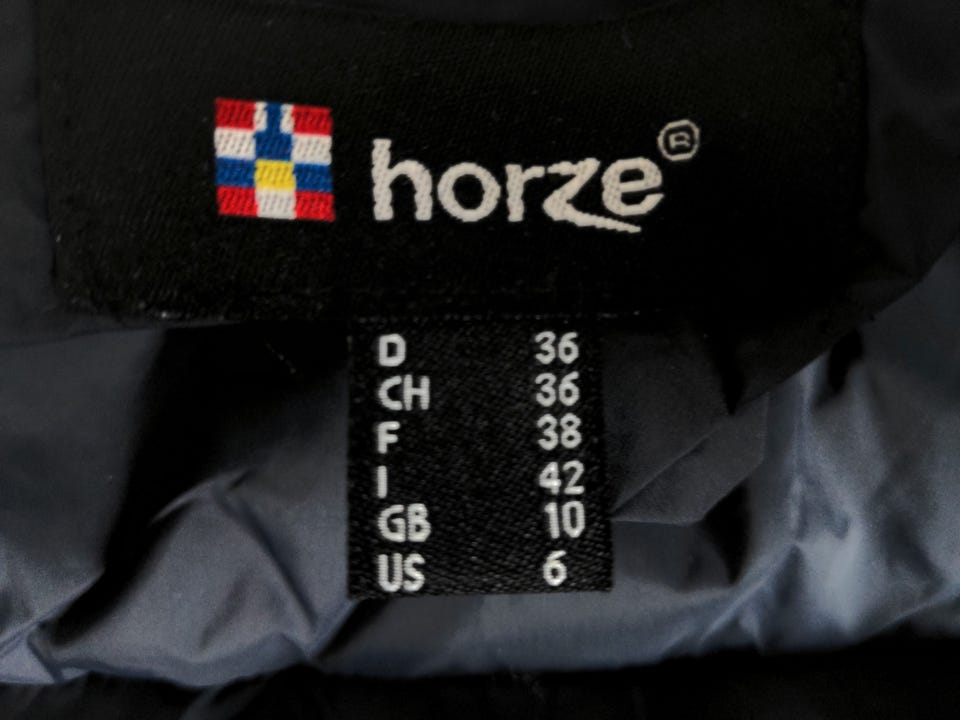 horze®
D 36
CH 36
F 38
I 42
GB 10
US 6